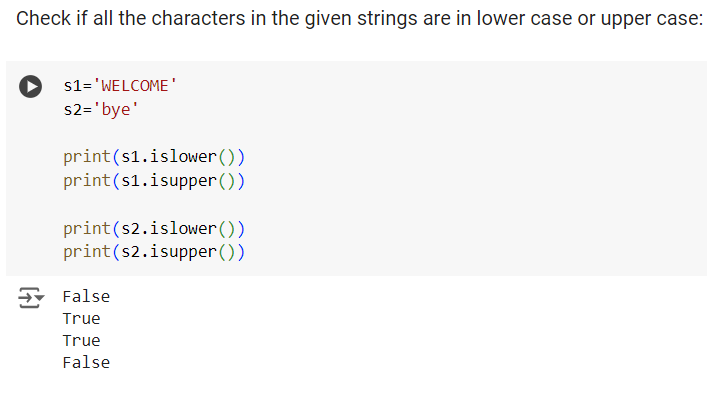 Check if all the characters in the given strings are in lower case or upper case:
s1='WELCOME'
s2='bye'
print(s1.islower())
print(s1.isupper())
print(s2.islower())
print(s2.isupper())
False
True
True
False